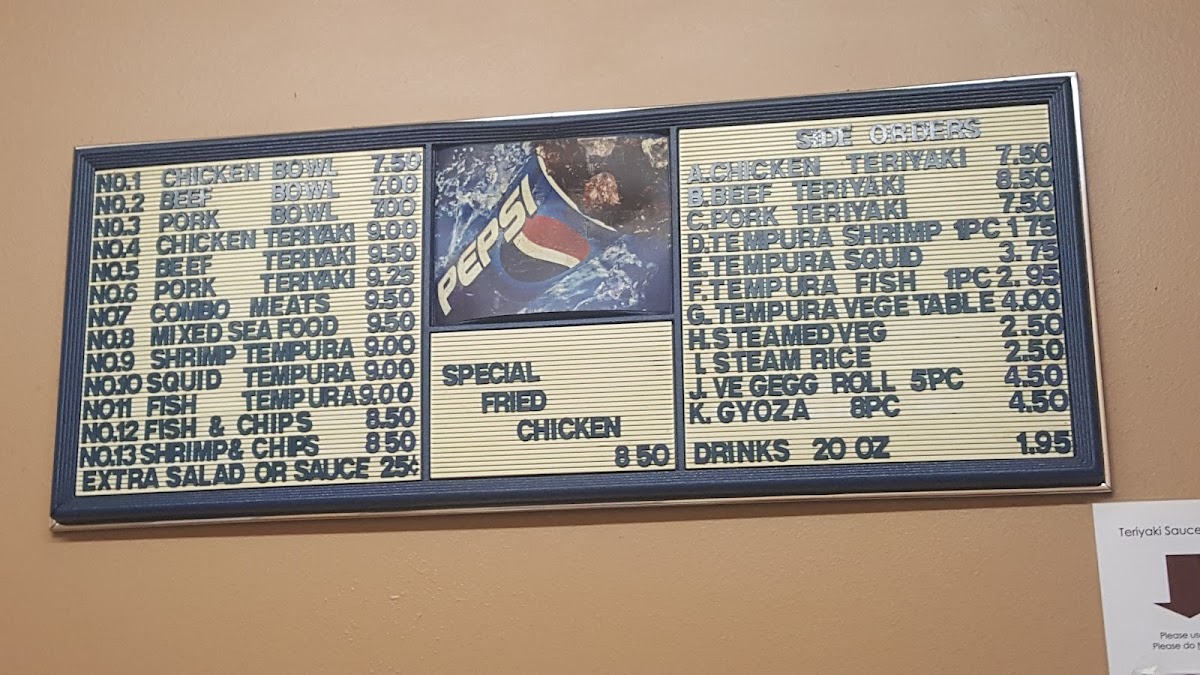 NO.1 CHICKEN BOWL 7.50
NO.2 BEEF BOWL 7.00
NO.3 PORK BOWL 7.00
NO.4 CHICKEN TERIYAKI 9.00
NO.5 BEEF TERIYAKI 9.50
NO.6 PORK TERIYAKI 9.25
NO7 COMBO MEATS 9.50
NO.8 MIXED SEAFOOD 9.50
NO.9 SHRIMP TEMPURA 9.00
NO.10 SQUID TEMPURA 9.00
NO11 FISH TEMPURA 9.00
NO.12 FISH & CHIPS 8.50
NO.13 SHRIMP& CHIPS 8 50
EXTRA SALAD OR SAUCE 25¢
PEPSI
SPECIAL
FRIED
CHICKEN
8 50
SIDE ORDERS
A.CHICKEN TERIYAKI 7.50
B.BEEF TERIYAKI 8.50
C.PORK TERIYAKI 7.50
D.TEMPURA SHRIMP 1PC 1 75
E.TEMPURA SQUID 3.75
F.TEMPURA FISH 1PC 2.95
G.TEMPURA VEGE TABLE 4.00
H.STEAMED VEG 2.50
I.STEAM RICE 2.50
J.VE GEGG ROLL 5PC 4.50
K.GYOZA 8PC 4.50
DRINKS 20 OZ 1.95
Teriyaki Sauce
Please
Please do